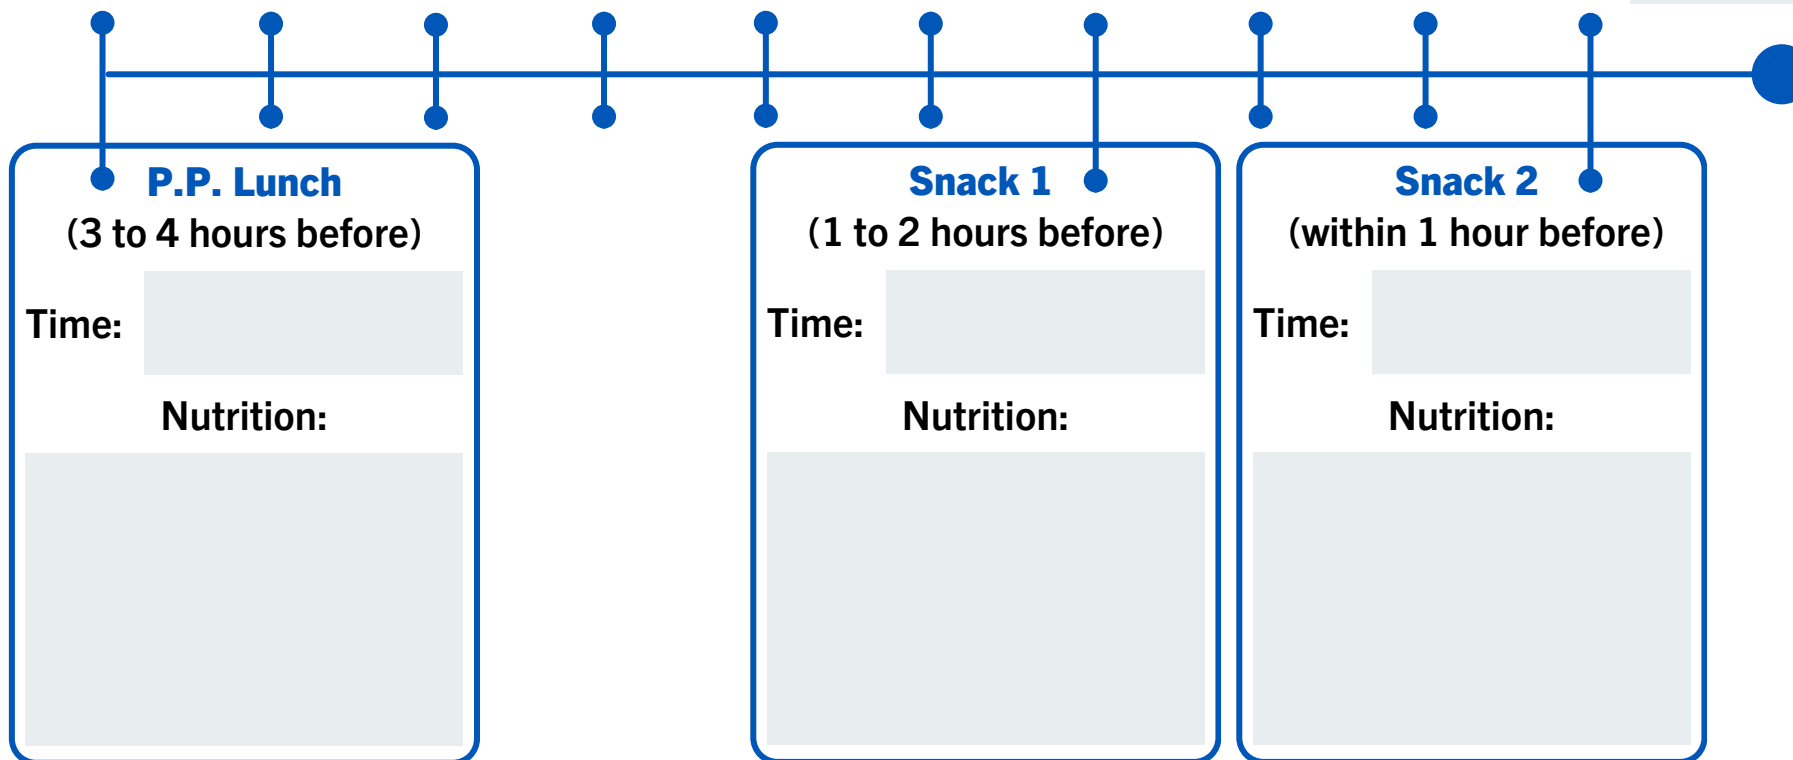 P.P. Lunch
(3 to 4 hours before)
Time:
Nutrition:
Snack 1
(1 to 2 hours before)
Time:
Nutrition:
Snack 2
(within 1 hour before)
Time:
Nutrition: